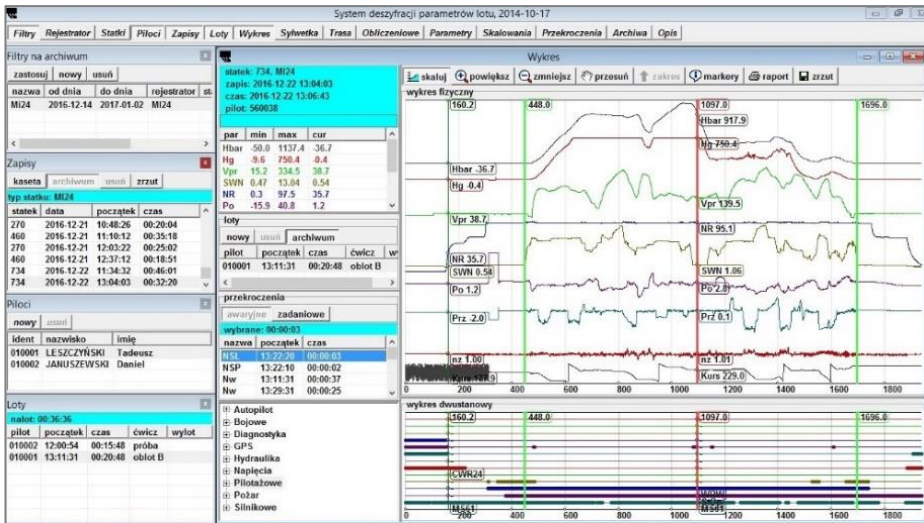 System deszyfracji parametrów lotu, 2014-10-17
Filtry Rejestrator Statki Piloci Zapisy Loty Wykres Sylwetka Trasa Obliczeniowe Parametry Skalowania Przekroczenia Archiwa Opis
Filtry na archiwum
zastosuj nowy usuń
nazwa od dnia do dnia rejestrator
Mi24 2016-12-14 2017-01-02 MI24
Zapisy
kaseta archiwum usuń zrzut
typ statku: MI24
statek data początek czas
270 2016-12-21 10:48:26 00:20:04
460 2016-12-21 11:10:12 00:35:18
270 2016-12-21 12:03:22 00:25:02
460 2016-12-21 12:37:12 00:18:51
734 2016-12-22 11:34:32 00:46:01
734 2016-12-22 13:04:03 00:32:20
Piloci
nowy usuń
ident nazwisko imię
010001 LESZCZYŃSKI Tadeusz
010002 JANUSZEWSKI Daniel
Loty
nalot: 00:36:36
pilot początek czas ćwicz wylot
010002 12:00:54 00:15:48 próba
010001 13:11:31 00:20:48 oblot B
statek: 734, MI24
zapis: 2016-12-22 13:04:03
czas: 2016-12-22 13:06:43
pilot: 560038
par min max cur
Hbar -50.0 1137.4 -36.7
Hg -9.6 750.4 -0.4
Vpr 15.2 334.5 38.7
SWN 0.47 13.04 0.54
NR 0.3 97.5 35.7
Po -15.9 40.8 1.2
loty
nowy usuń archiwum
pilot początek czas ćwicz
010001 13:11:31 00:20:48 oblot B
przekroczenia
awaryjne zadaniowe
wybrane: 00:00:03
nazwa początek czas
NSL 13:22:20 00:00:03
NSP 13:22:10 00:00:02
Nw 13:11:31 00:00:37
Nw 13:29:31 00:00:25
Autopilot
Bojowe
Diagnostyka
GPS
Hydraulika
Napięcia
Pilotażowe
Pożar
Silnikowe
Wykres
skaluj powiększ zmniejsz przesuń zakres markery raport zrzut
wykres fizyczny
160.2 448.0 1097.0 1696.0
Hbar 917.9
Hg 750.4
Hbar -36.7
Hg -0.4
Vpr 139.5
Vpr 38.7
NR 95.1
NR 35.7
SWN 0.54
SWN 1.06
Po 1.2
Po 2.8
Prz -2.0
Prz 0.1
nz 1.00
nz 1.01
Kurs 229.0
0 200 400 600 800 1000 1200 1400 1600 1800
wykres dwustanowy
160.2 448.0 1097.0 1696.0
CWR24
MS61
MS61
0 200 400 600 800 1000 1200 1400 1600 1800